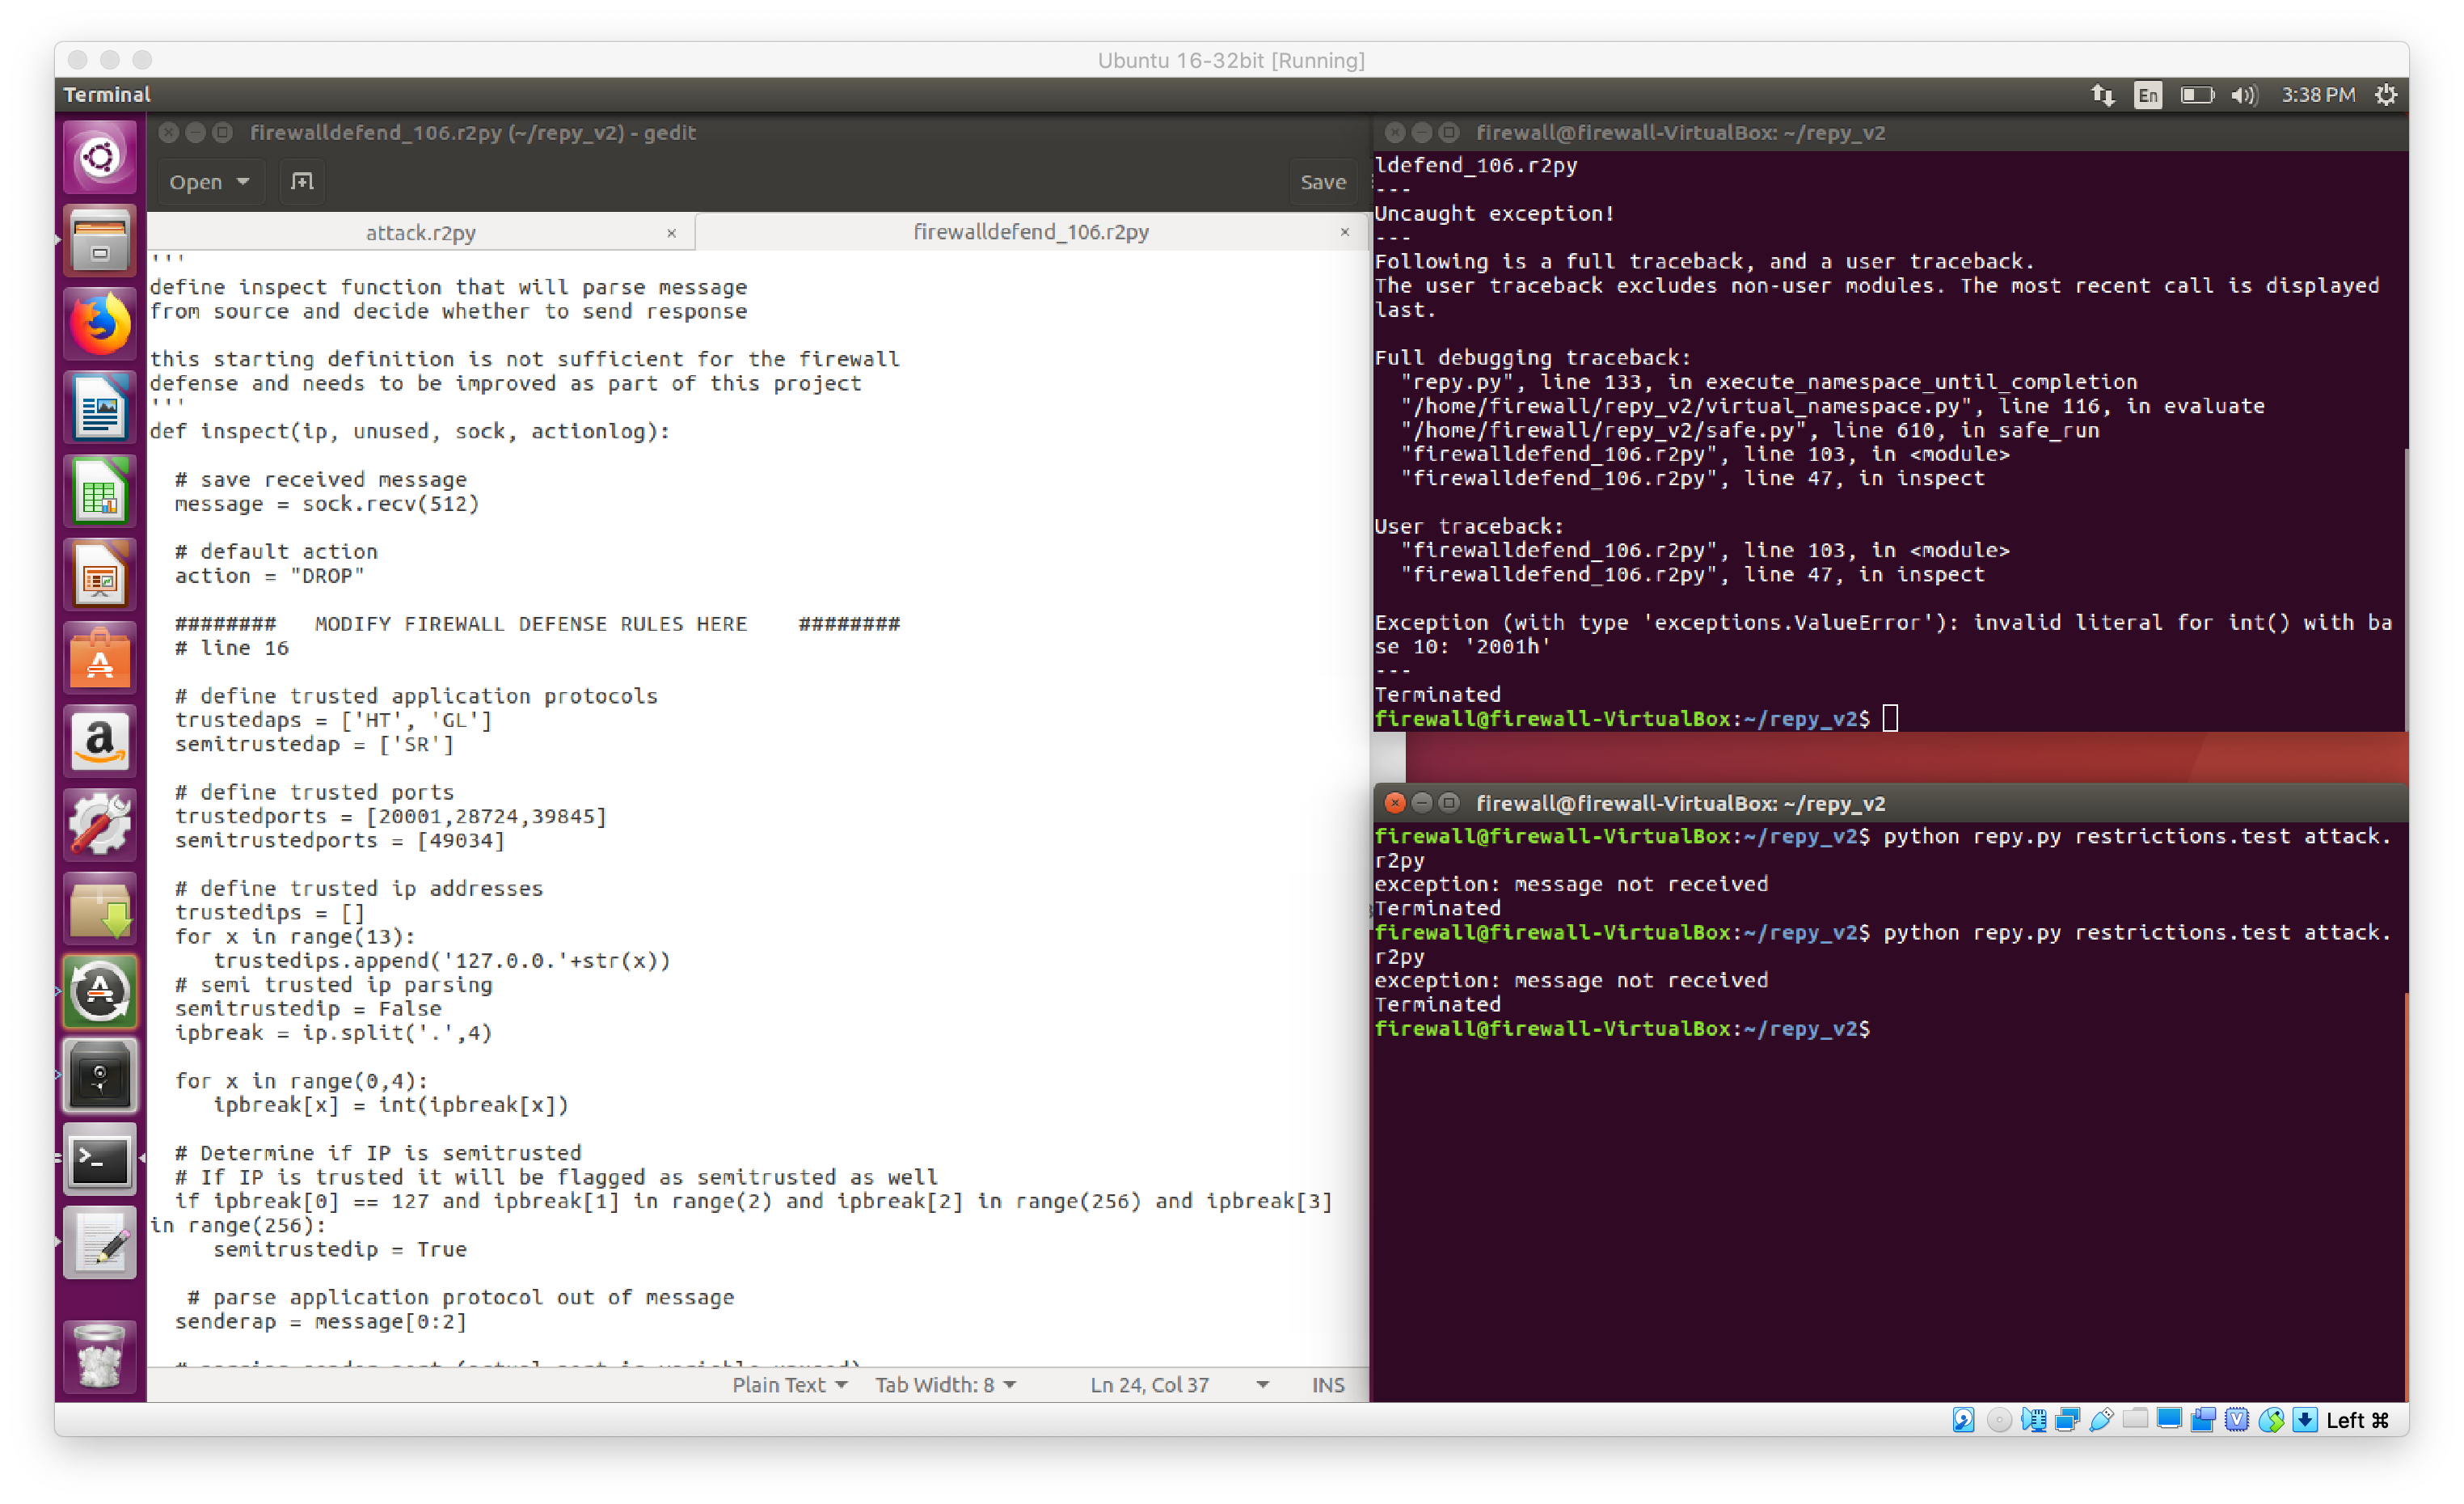 Ubuntu 16-32bit [Running]
Terminal
En
3:38 PM
firewalldefend_106.r2py (~/repy_v2) - gedit
Open
Save
attack.r2py ×
firewalldefend_106.r2py ×
'''
define inspect function that will parse message
from source and decide whether to send response
this starting definition is not sufficient for the firewall
defense and needs to be improved as part of this project
'''
def inspect(ip, unused, sock, actionlog):
# save received message
message = sock.recv(512)
# default action
action = "DROP"
######## MODIFY FIREWALL DEFENSE RULES HERE ########
# line 16
# define trusted application protocols
trustedaps = ['HT', 'GL']
semitrustedap = ['SR']
# define trusted ports
trustedports = [20001,28724,39845]
semitrustedports = [49034]
# define trusted ip addresses
trustedips = []
for x in range(13):
trustedips.append('127.0.0.'+str(x))
# semi trusted ip parsing
semitrustedip = False
ipbreak = ip.split('.',4)
for x in range(0,4):
ipbreak[x] = int(ipbreak[x])
# Determine if IP is semitrusted
# If IP is trusted it will be flagged as semitrusted as well
if ipbreak[0] == 127 and ipbreak[1] in range(2) and ipbreak[2] in range(256) and ipbreak[3]
in range(256):
semitrustedip = True
# parse application protocol out of message
senderap = message[0:2]
Plain Text Tab Width: 8 Ln 24, Col 37 INS
firewall@firewall-VirtualBox: ~/repy_v2
ldefend_106.r2py
---
Uncaught exception!
---
Following is a full traceback, and a user traceback.
The user traceback excludes non-user modules. The most recent call is displayed
last.
Full debugging traceback:
"repy.py", line 133, in execute_namespace_until_completion
"/home/firewall/repy_v2/virtual_namespace.py", line 116, in evaluate
"/home/firewall/repy_v2/safe.py", line 610, in safe_run
"firewalldefend_106.r2py", line 103, in <module>
"firewalldefend_106.r2py", line 47, in inspect
User traceback:
"firewalldefend_106.r2py", line 103, in <module>
"firewalldefend_106.r2py", line 47, in inspect
Exception (with type 'exceptions.ValueError'): invalid literal for int() with ba
se 10: '2001h'
---
Terminated
firewall@firewall-VirtualBox:~/repy_v2$
firewall@firewall-VirtualBox: ~/repy_v2
firewall@firewall-VirtualBox:~/repy_v2$ python repy.py restrictions.test attack.
r2py
exception: message not received
Terminated
firewall@firewall-VirtualBox:~/repy_v2$ python repy.py restrictions.test attack.
r2py
exception: message not received
Terminated
firewall@firewall-VirtualBox:~/repy_v2$
Left ⌘